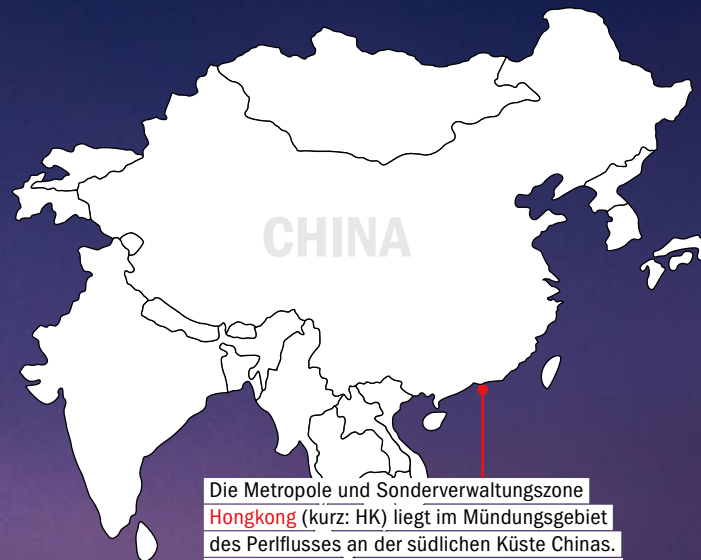 CHINA
Die Metropole und Sonderverwaltungszone
Hongkong (kurz: HK) liegt im Mündungsgebiet
des Perlflusses an der südlichen Küste Chinas.